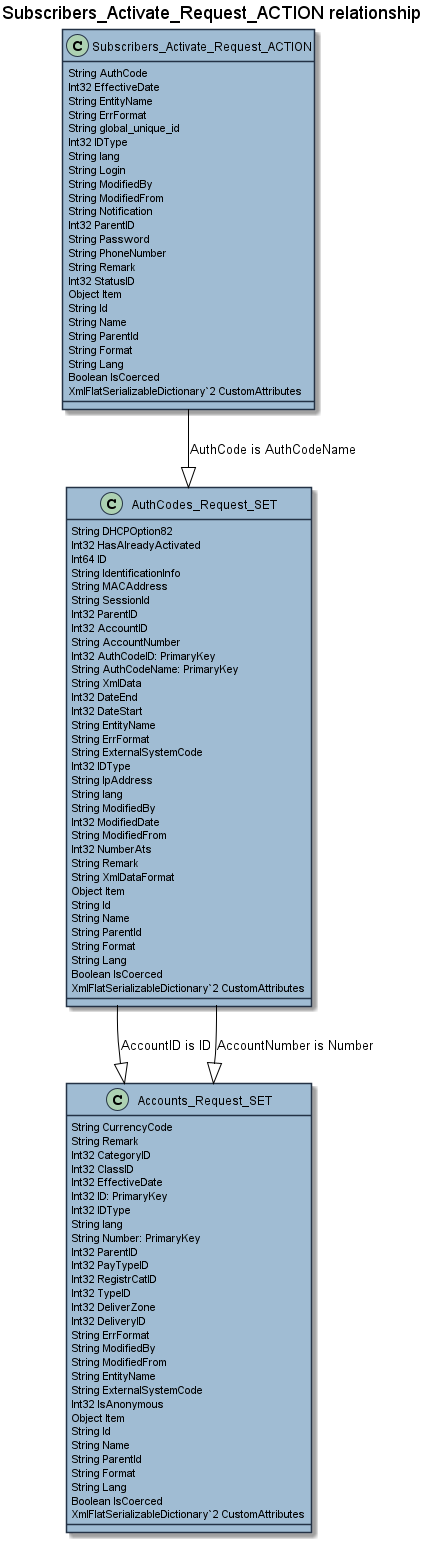 Subscribers_Activate_Request_ACTION relationship
C Subscribers_Activate_Request_ACTION
String AuthCode
Int32 EffectiveDate
String EntityName
String ErrFormat
String global_unique_id
Int32 IDType
String lang
String Login
String ModifiedBy
String ModifiedFrom
String Notification
Int32 ParentID
String Password
String PhoneNumber
String Remark
Int32 StatusID
Object Item
String Id
String Name
String ParentId
String Format
String Lang
Boolean IsCoerced
XmlFlatSerializableDictionary`2 CustomAttributes
AuthCode is AuthCodeName
C AuthCodes_Request_SET
String DHCPOption82
Int32 HasAlreadyActivated
Int64 ID
String IdentificationInfo
String MACAddress
String SessionId
Int32 ParentID
Int32 AccountID
String AccountNumber
Int32 AuthCodeID: PrimaryKey
String AuthCodeName: PrimaryKey
String XmlData
Int32 DateEnd
Int32 DateStart
String EntityName
String ErrFormat
String ExternalSystemCode
Int32 IDType
String IpAddress
String lang
String ModifiedBy
Int32 ModifiedDate
String ModifiedFrom
Int32 NumberAts
String Remark
String XmlDataFormat
Object Item
String Id
String Name
String ParentId
String Format
String Lang
Boolean IsCoerced
XmlFlatSerializableDictionary`2 CustomAttributes
AccountID is ID AccountNumber is Number
C Accounts_Request_SET
String CurrencyCode
String Remark
Int32 CategoryID
Int32 ClassID
Int32 EffectiveDate
Int32 ID: PrimaryKey
Int32 IDType
String lang
String Number: PrimaryKey
Int32 ParentID
Int32 PayTypeID
Int32 RegistrCatID
Int32 TypeID
Int32 DeliverZone
Int32 DeliveryID
String ErrFormat
String ModifiedBy
String ModifiedFrom
String EntityName
String ExternalSystemCode
Int32 IsAnonymous
Object Item
String Id
String Name
String ParentId
String Format
String Lang
Boolean IsCoerced
XmlFlatSerializableDictionary`2 CustomAttributes